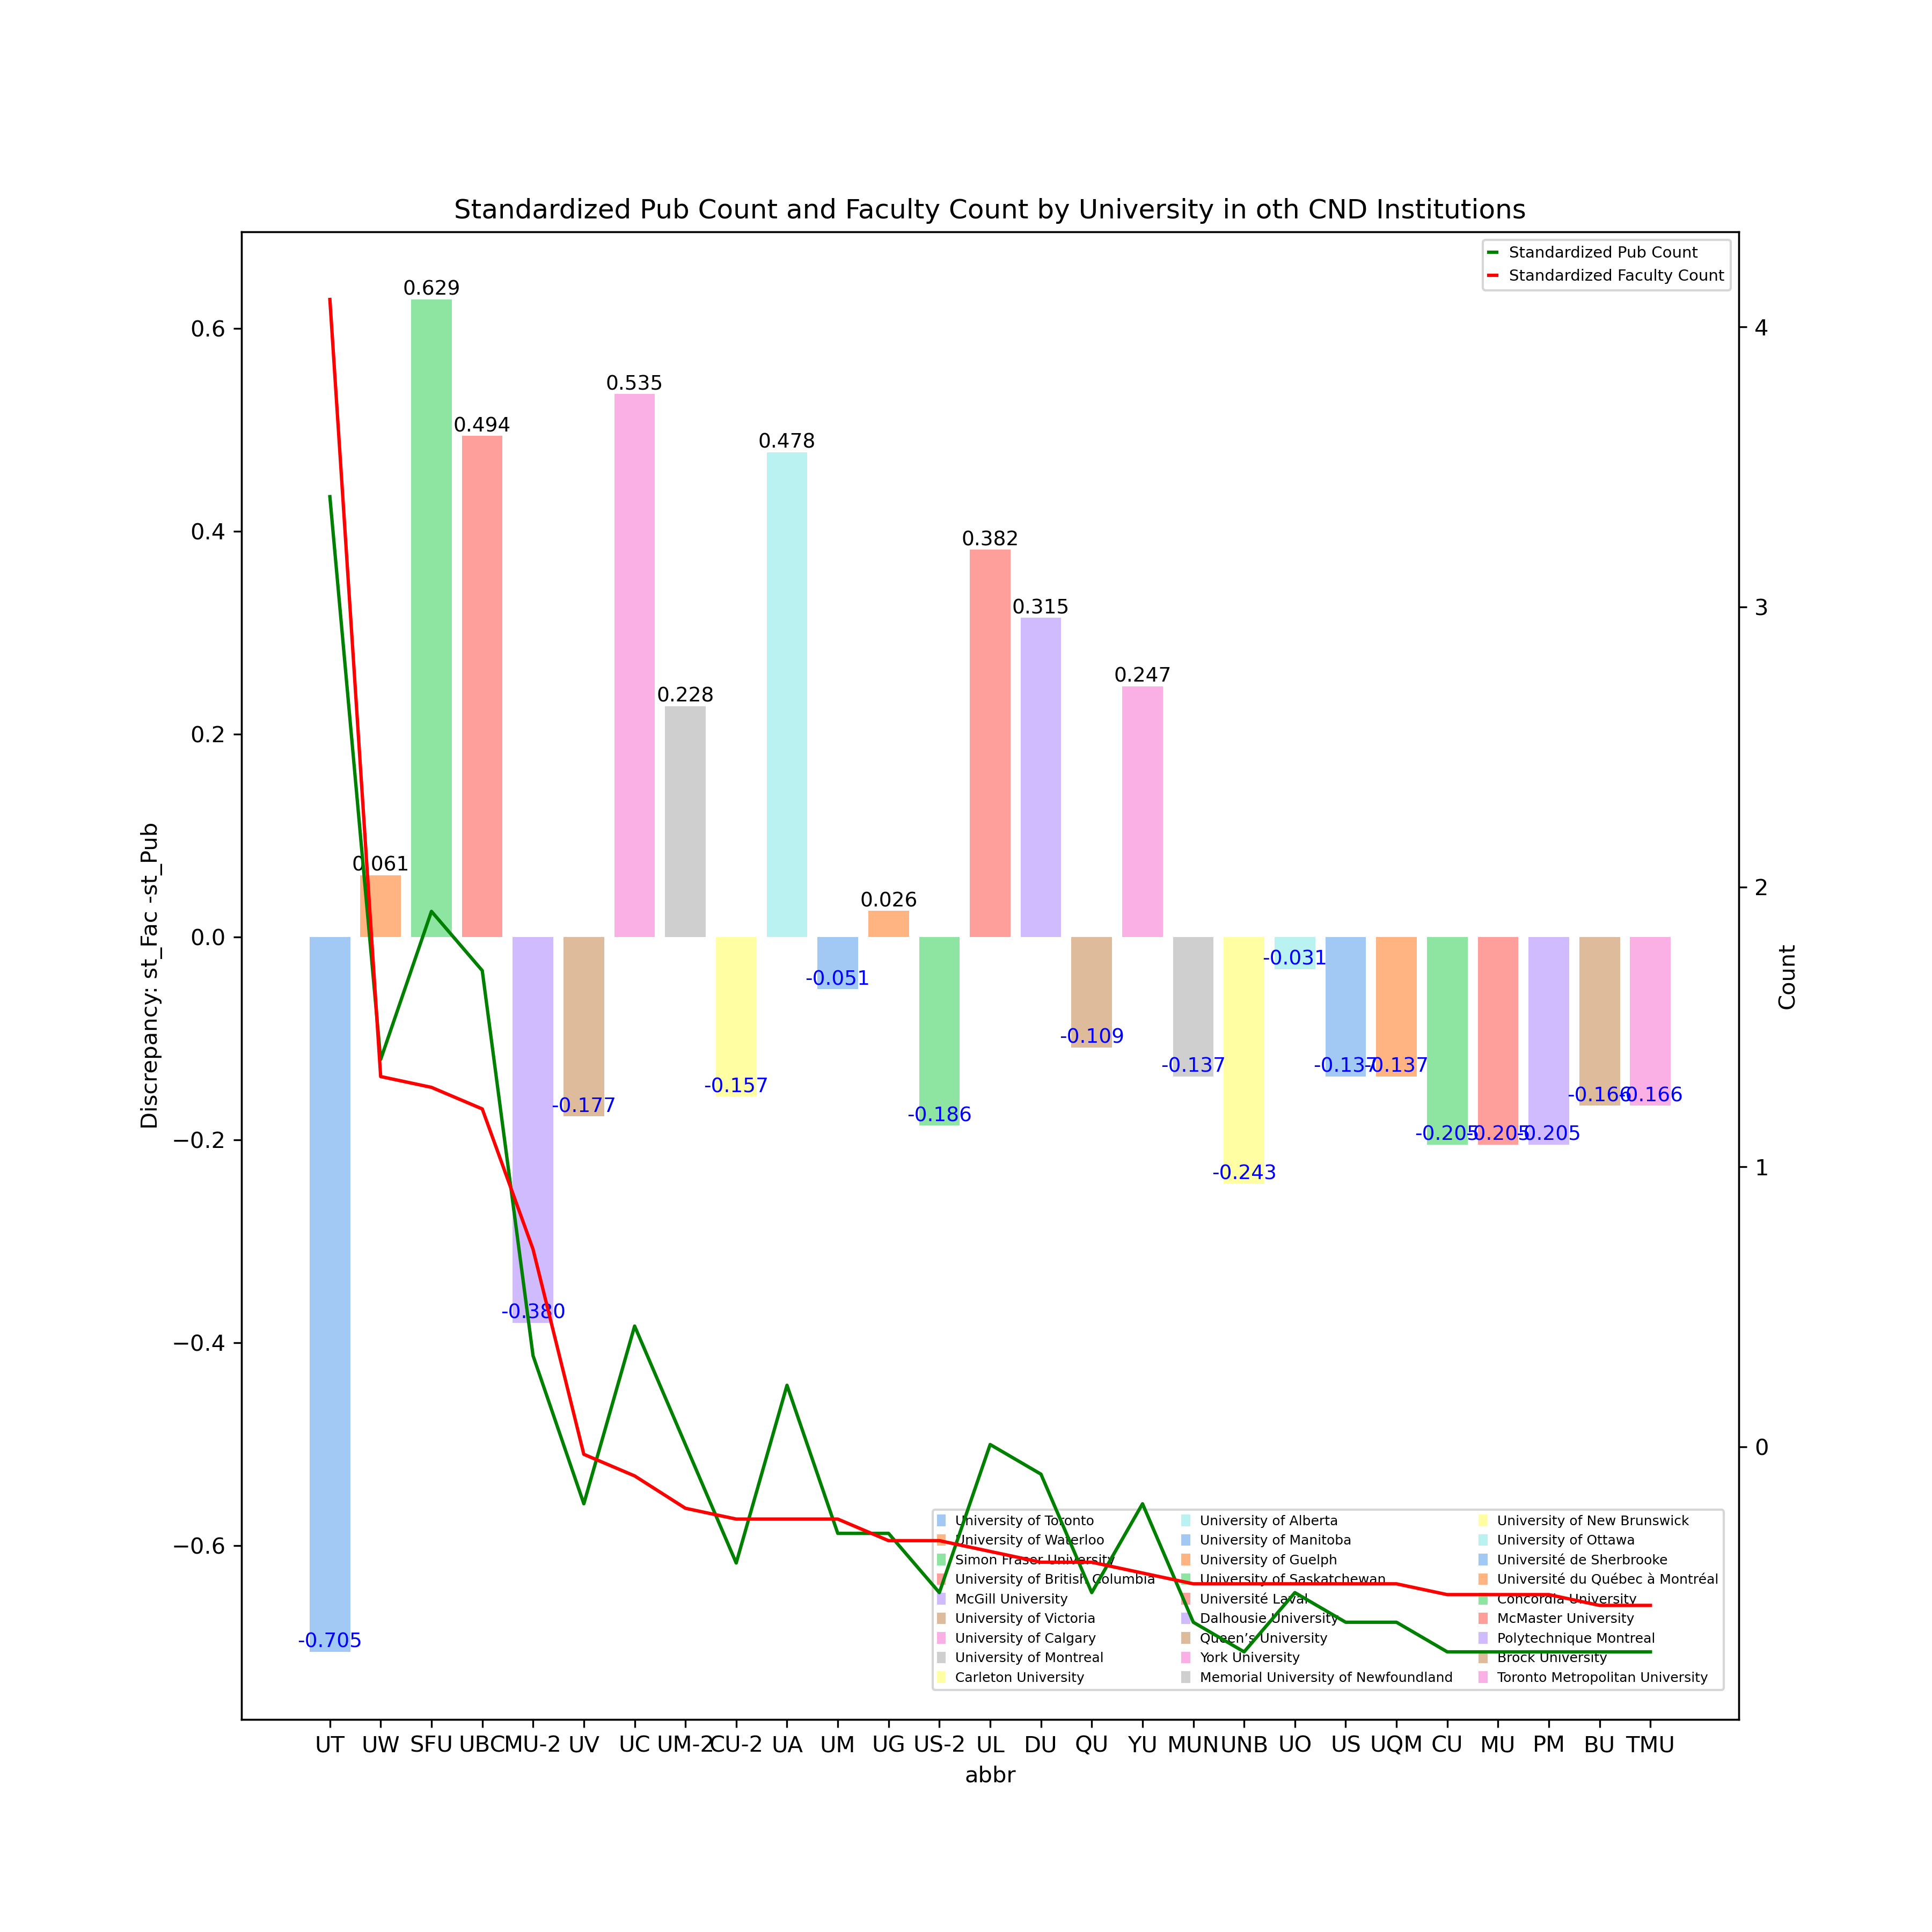 Standardized Pub Count and Faculty Count by University in oth CND Institutions
Standardized Pub Count
Standardized Faculty Count
Discrepancy: st_Fac -st_Pub
0.6
0.4
0.2
0.0
−0.2
−0.4
−0.6
Count
4
3
2
1
0
-0.705
0.061
0.629
0.494
-0.380
-0.177
0.535
0.228
-0.157
0.478
-0.051
0.026
-0.186
0.382
0.315
-0.109
0.247
-0.137
-0.243
-0.031
-0.137
-0.137
-0.205
-0.205
-0.205
-0.166
-0.166
University of Toronto
University of Waterloo
Simon Fraser University
University of British Columbia
McGill University
University of Victoria
University of Calgary
University of Montreal
Carleton University
University of Alberta
University of Manitoba
University of Guelph
University of Saskatchewan
Université Laval
Dalhousie University
Queen’s University
York University
Memorial University of Newfoundland
University of New Brunswick
University of Ottawa
Université de Sherbrooke
Université du Québec à Montréal
Concordia University
McMaster University
Polytechnique Montreal
Brock University
Toronto Metropolitan University
UT UW SFU UBC MU-2 UV UC UM-2 CU-2 UA UM UG US-2 UL DU QU YU MUN UNB UO US UQM CU MU PM BU TMU
abbr